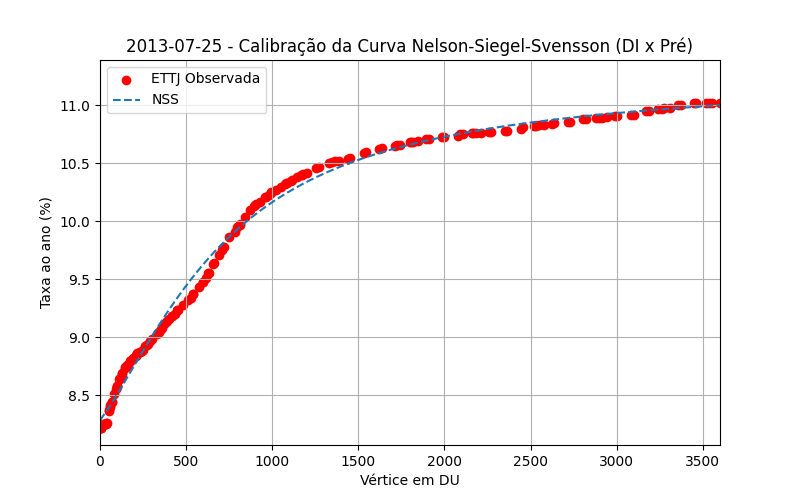 2013-07-25 - Calibração da Curva Nelson-Siegel-Svensson (DI x Pré)
ETTJ Observada
NSS
Taxa ao ano (%)
11.0
10.5
10.0
9.5
9.0
8.5
0 500 1000 1500 2000 2500 3000 3500
Vértice em DU